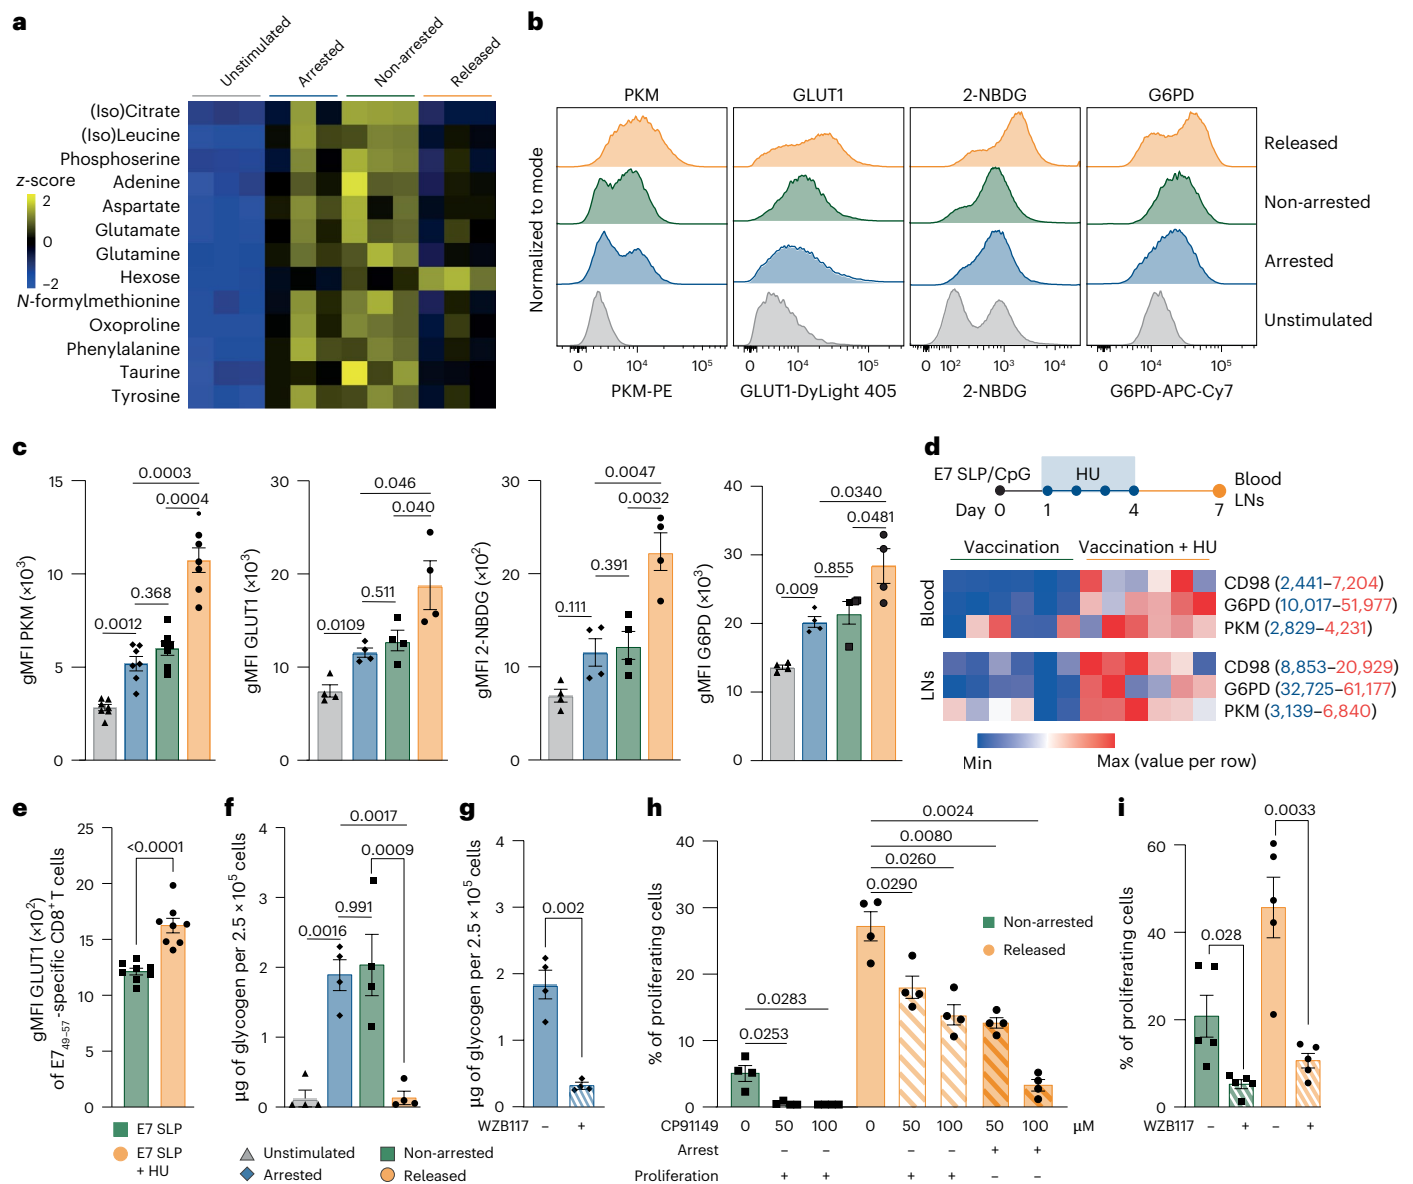 a
Unstimulated
Arrested
Non-arrested
Released
(Iso)Citrate
(Iso)Leucine
Phosphoserine
Adenine
Aspartate
Glutamate
Glutamine
Hexose
N-formylmethionine
Oxoproline
Phenylalanine
Taurine
Tyrosine
z-score
2
0
−2
b
PKM GLUT1 2-NBDG G6PD
Normalized to mode
Released
Non-arrested
Arrested
Unstimulated
0 10⁴ 10⁵ 0 10⁴ 10⁵ 0 10² 10³ 10⁴ 0 10⁴ 10⁵
PKM-PE GLUT1-DyLight 405 2-NBDG G6PD-APC-Cy7
c
gMFI PKM (×10³)
15
10
5
0
0.0003
0.0004
0.368
0.0012
gMFI GLUT1 (×10³)
30
20
10
0
0.046
0.040
0.511
0.0109
gMFI 2-NBDG (×10²)
30
20
10
0
0.0047
0.0032
0.391
0.111
gMFI G6PD (×10³)
40
30
20
10
0
0.0340
0.0481
0.855
0.009
d
E7 SLP/CpG HU Blood
LNs
Day 0 1 4 7
Vaccination Vaccination + HU
Blood
CD98 (2,441–7,204)
G6PD (10,017–51,977)
PKM (2,829–4,231)
LNs
CD98 (8,853–20,929)
G6PD (32,725–61,177)
PKM (3,139–6,840)
Min Max (value per row)
e
gMFI GLUT1 (×10²)
of E7₄₉₋₅₇-specific CD8⁺T cells
25
20
15
10
5
0
<0.0001
E7 SLP
E7 SLP
+ HU
f
µg of glycogen per 2.5 × 10⁵ cells
4
3
2
1
0
0.0017
0.0009
0.991
0.0016
Unstimulated
Arrested
Non-arrested
Released
g
µg of glycogen per 2.5 × 10⁵ cells
4
3
2
1
0
0.002
WZB117 – +
h
% of proliferating cells
40
30
20
10
0
0.0024
0.0080
0.0260
0.0290
0.0283
0.0253
Non-arrested
Released
CP91149 0 50 100 0 50 100 50 100 µM
Arrest – – – – + +
Proliferation + + + + – –
i
% of proliferating cells
60
40
20
0
0.0033
0.028
WZB117 – + – +